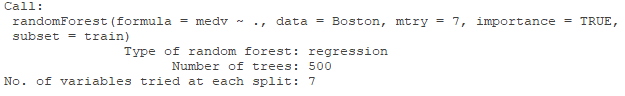 Call:
randomForest(formula = medv ~ ., data = Boston, mtry = 7, importance = TRUE,
subset = train)
Type of random forest: regression
Number of trees: 500
No. of variables tried at each split: 7